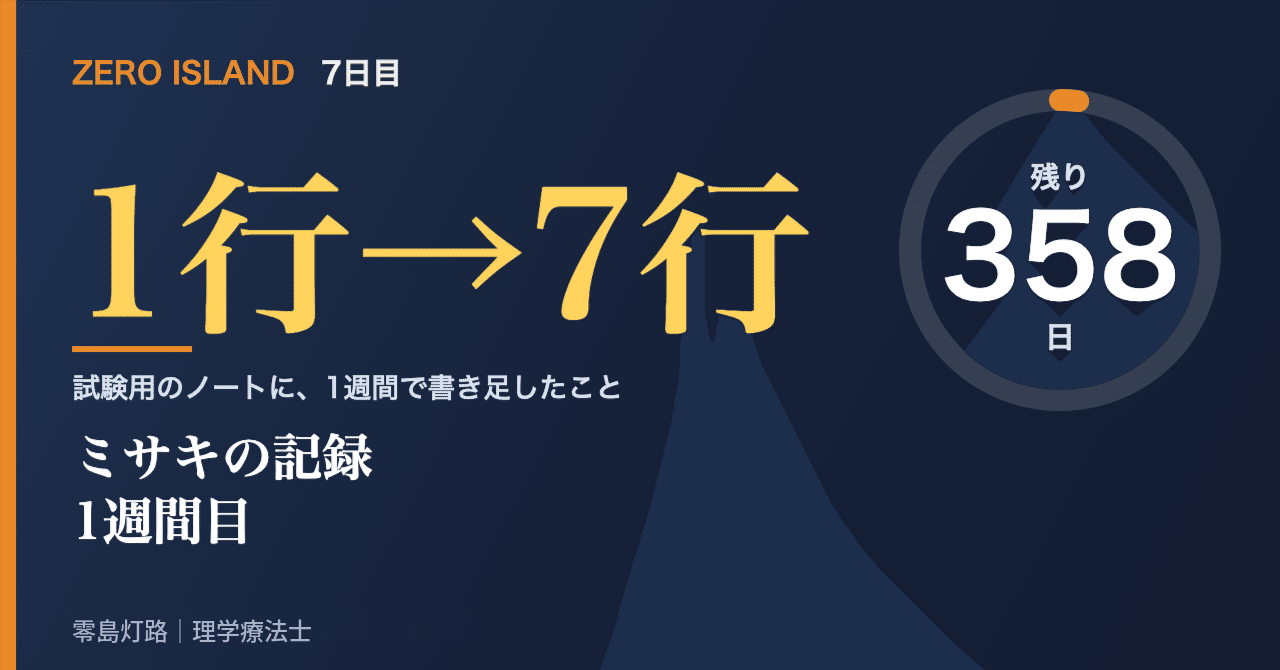 ZERO ISLAND 7日目
1行→7行
試験用のノートに、1週間で書き足したこと
ミサキの記録
1週間目
零島灯路｜理学療法士
残り
358
日